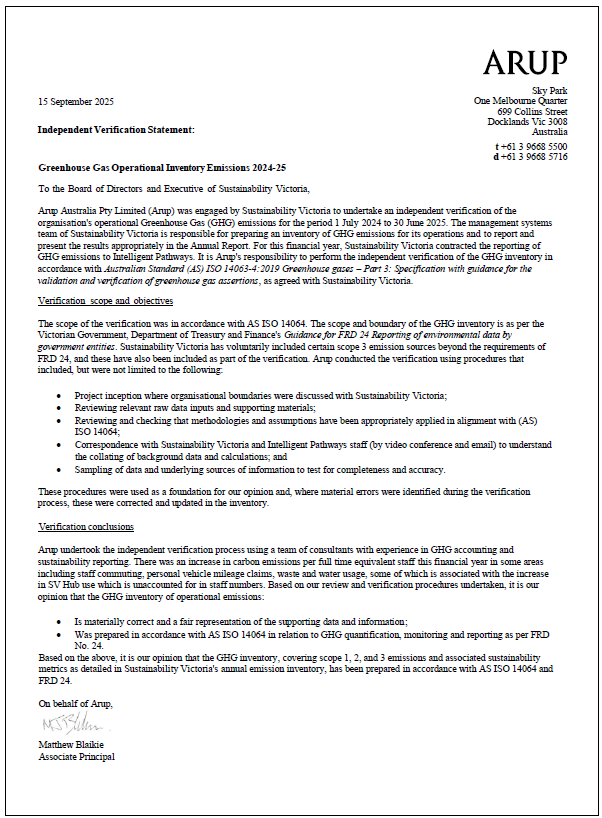 ARUP
Sky Park
One Melbourne Quarter
699 Collins Street
Docklands Vic 3008
Australia
t +61 3 9668 5500
d +61 3 9668 5716
15 September 2025
Independent Verification Statement:
Greenhouse Gas Operational Inventory Emissions 2024-25
To the Board of Directors and Executive of Sustainability Victoria,
Arup Australia Pty Limited (Arup) was engaged by Sustainability Victoria to undertake an independent verification of the
organisation's operational Greenhouse Gas (GHG) emissions for the period 1 July 2024 to 30 June 2025. The management systems
team of Sustainability Victoria is responsible for preparing an inventory of GHG emissions for its operations and to report and
present the results appropriately in the Annual Report. For this financial year, Sustainability Victoria contracted the reporting of
GHG emissions to Intelligent Pathways. It is Arup's responsibility to perform the independent verification of the GHG inventory in
accordance with Australian Standard (AS) ISO 14063-4:2019 Greenhouse gases – Part 3: Specification with guidance for the
validation and verification of greenhouse gas assertions, as agreed with Sustainability Victoria.
Verification scope and objectives
The scope of the verification was in accordance with AS ISO 14064. The scope and boundary of the GHG inventory is as per the
Victorian Government, Department of Treasury and Finance's Guidance for FRD 24 Reporting of environmental data by
government entities. Sustainability Victoria has voluntarily included certain scope 3 emission sources beyond the requirements of
FRD 24, and these have also been included as part of the verification. Arup conducted the verification using procedures that
included, but were not limited to the following:
• Project inception where organisational boundaries were discussed with Sustainability Victoria;
• Reviewing relevant raw data inputs and supporting materials;
• Reviewing and checking that methodologies and assumptions have been appropriately applied in alignment with (AS)
ISO 14064;
• Correspondence with Sustainability Victoria and Intelligent Pathways staff (by video conference and email) to understand
the collating of background data and calculations; and
• Sampling of data and underlying sources of information to test for completeness and accuracy.
These procedures were used as a foundation for our opinion and, where material errors were identified during the verification
process, these were corrected and updated in the inventory.
Verification conclusions
Arup undertook the independent verification process using a team of consultants with experience in GHG accounting and
sustainability reporting. There was an increase in carbon emissions per full time equivalent staff this financial year in some areas
including staff commuting, personal vehicle mileage claims, waste and water usage, some of which is associated with the increase
in SV Hub use which is unaccounted for in staff numbers. Based on our review and verification procedures undertaken, it is our
opinion that the GHG inventory of operational emissions:
• Is materially correct and a fair representation of the supporting data and information;
• Was prepared in accordance with AS ISO 14064 in relation to GHG quantification, monitoring and reporting as per FRD
No. 24.
Based on the above, it is our opinion that the GHG inventory, covering scope 1, 2, and 3 emissions and associated sustainability
metrics as detailed in Sustainability Victoria's annual emission inventory, has been prepared in accordance with AS ISO 14064 and
FRD 24.
On behalf of Arup,
Matthew Blaikie
Associate Principal